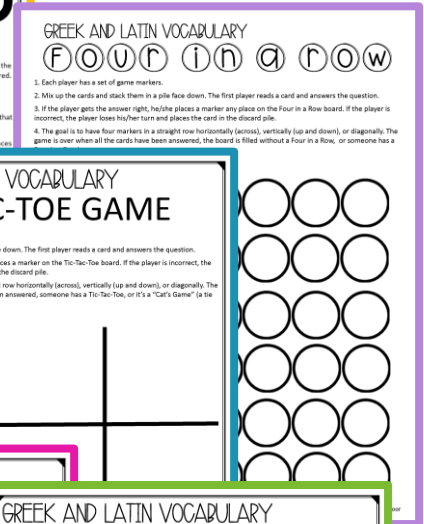 the
red.
that
ces
GREEK AND LATIN VOCABULARY
Four in a row
1. Each player has a set of game markers.
2. Mix up the cards and stack them in a pile face down. The first player reads a card and answers the question.
3. If the player gets the answer right, he/she places a marker any place on the Four in a Row board. If the player is
incorrect, the player loses his/her turn and places the card in the discard pile.
4. The goal is to have four markers in a straight row horizontally (across), vertically (up and down), or diagonally. The
game is over when all the cards have been answered, the board is filled without a Four in a Row, or someone has a
VOCABULARY
C-TOE GAME
down. The first player reads a card and answers the question.
ces a marker on the Tic-Tac-Toe board. If the player is incorrect, the
he discard pile.
row horizontally (across), vertically (up and down), or diagonally. The
n answered, someone has a Tic-Tac-Toe, or it's a "Cat's Game" (a tie
oor
GREEK AND LATIN VOCABULARY